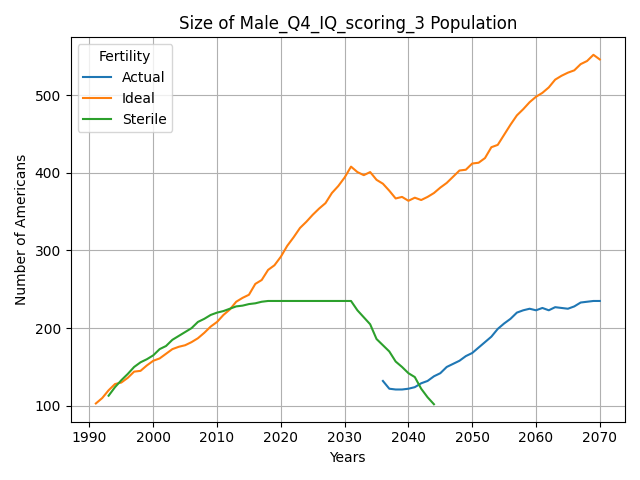 Size of Male_Q4_IQ_scoring_3 Population
Fertility
Actual
Ideal
Sterile
Number of Americans
500
400
300
200
100
1990 2000 2010 2020 2030 2040 2050 2060 2070
Years